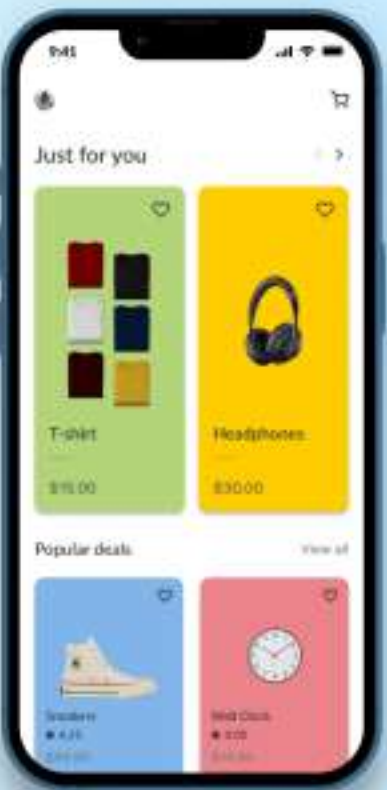 9:41
Just for you
T-shirt
Headphones
$15.00
$30.00
Popular deals
View all
Sneakers
Wall Clock